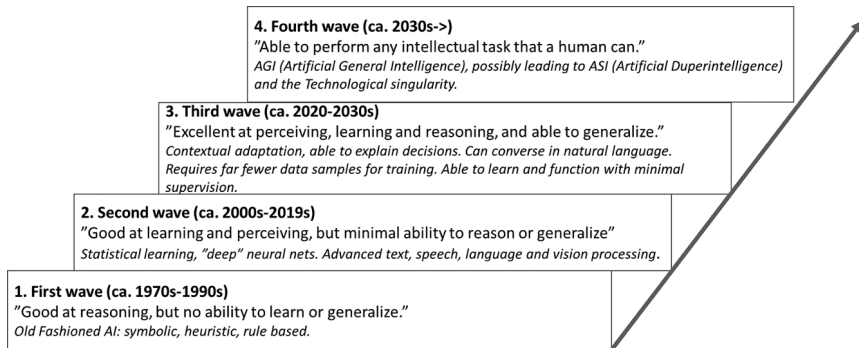 4. Fourth wave (ca. 2030s->)
”Able to perform any intellectual task that a human can.”
AGI (Artificial General Intelligence), possibly leading to ASI (Artificial Duperintelligence)
and the Technological singularity.
3. Third wave (ca. 2020-2030s)
”Excellent at perceiving, learning and reasoning, and able to generalize.”
Contextual adaptation, able to explain decisions. Can converse in natural language.
Requires far fewer data samples for training. Able to learn and function with minimal
supervision.
2. Second wave (ca. 2000s-2019s)
”Good at learning and perceiving, but minimal ability to reason or generalize”
Statistical learning, ”deep” neural nets. Advanced text, speech, language and vision processing.
1. First wave (ca. 1970s-1990s)
”Good at reasoning, but no ability to learn or generalize.”
Old Fashioned AI: symbolic, heuristic, rule based.